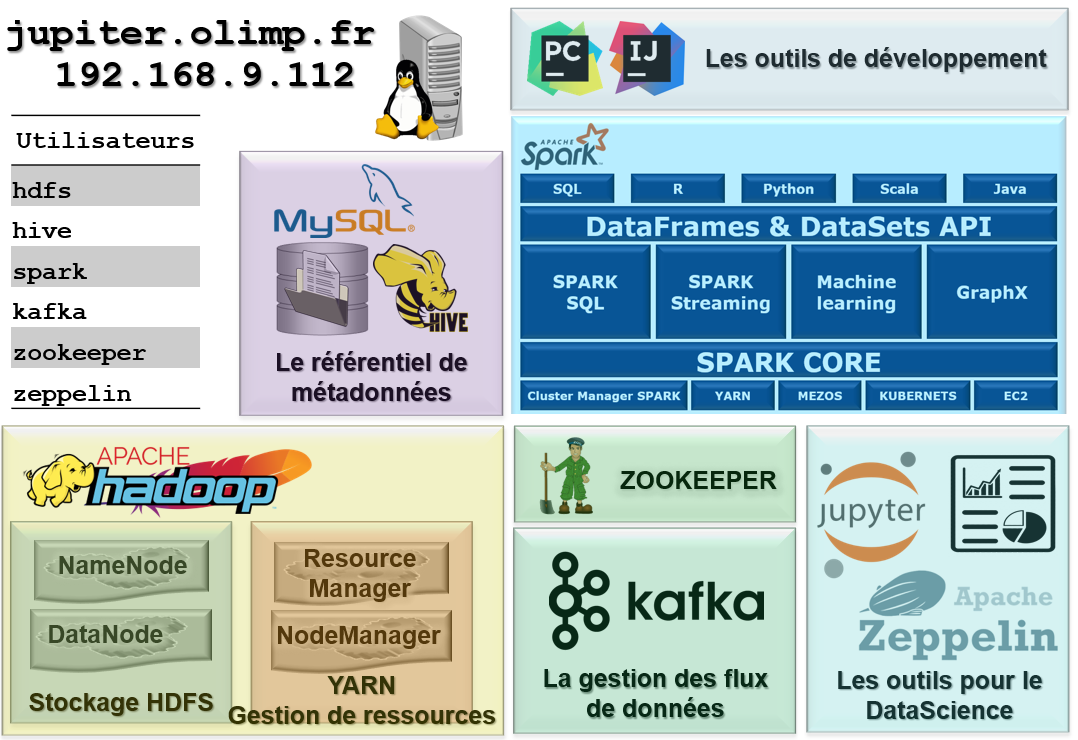 jupiter.olimp.fr
192.168.9.112
Utilisateurs
hdfs
hive
spark
kafka
zookeeper
zeppelin
PC
IJ
Les outils de développement
MySQL®
HIVE
Le référentiel de
métadonnées
APACHE
Spark™
SQL
R
Python
Scala
Java
DataFrames & DataSets API
SPARK
SQL
SPARK
Streaming
Machine
learning
GraphX
SPARK CORE
Cluster Manager SPARK
YARN
MEZOS
KUBERNETS
EC2
APACHE
hadoop
NameNode
DataNode
Stockage HDFS
Resource
Manager
NodeManager
YARN
Gestion de ressources
ZOOKEEPER
kafka
La gestion des flux
de données
jupyter
Apache
Zeppelin
Les outils pour le
DataScience